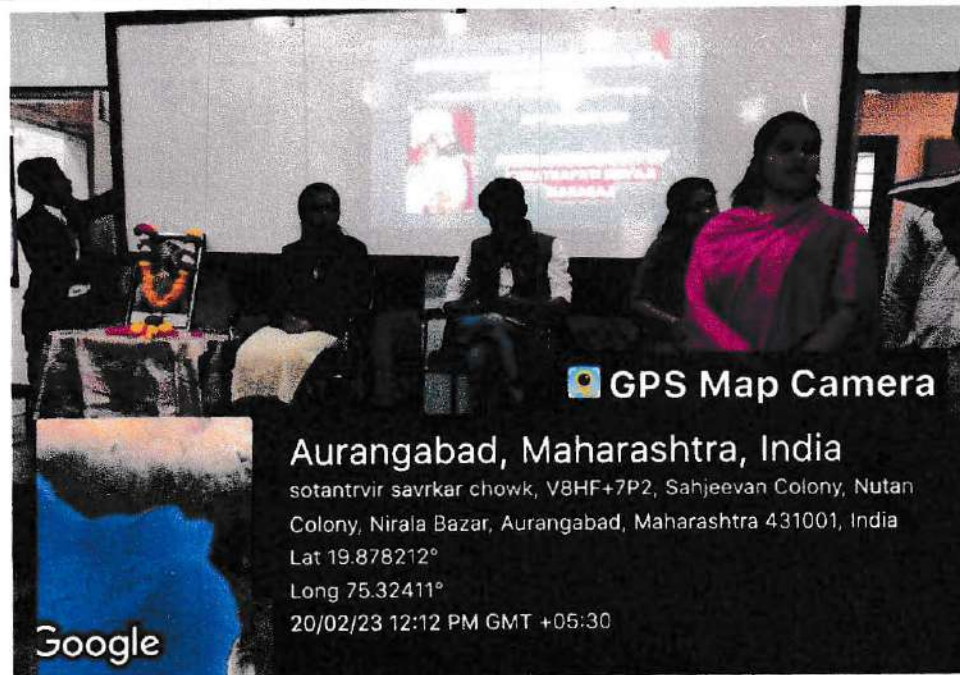 GPS Map Camera
Aurangabad, Maharashtra, India
sotantrvir savrkar chowk, V8HF+7P2, Sahjeevan Colony, Nutan
Colony, Nirala Bazar, Aurangabad, Maharashtra 431001, India
Lat 19.878212°
Long 75.32411°
20/02/23 12:12 PM GMT +05:30
Google